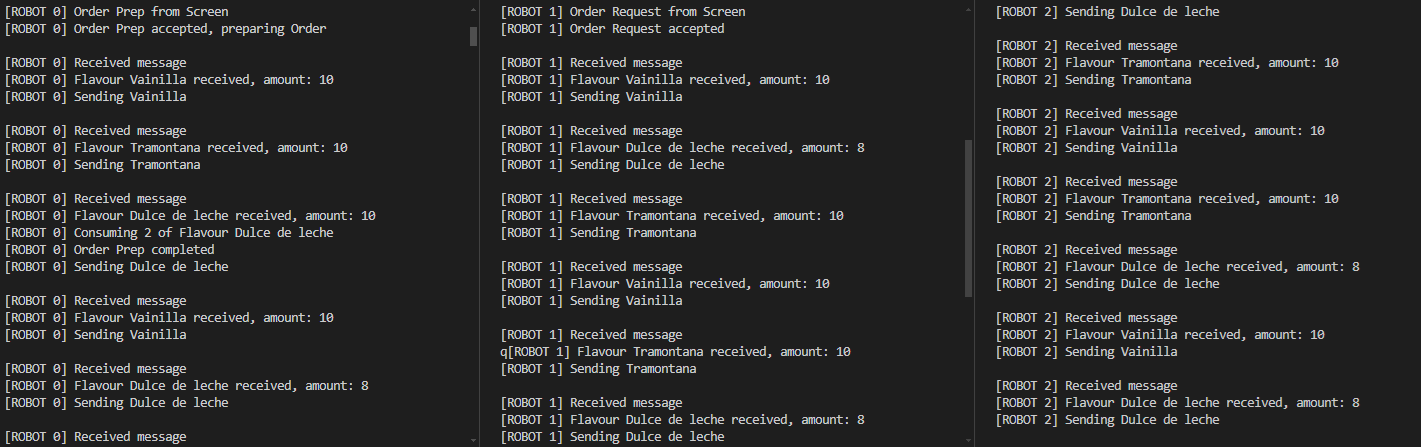 [ROBOT 0] Order Prep from Screen
[ROBOT 0] Order Prep accepted, preparing Order
[ROBOT 0] Received message
[ROBOT 0] Flavour Vainilla received, amount: 10
[ROBOT 0] Sending Vainilla
[ROBOT 0] Received message
[ROBOT 0] Flavour Tramontana received, amount: 10
[ROBOT 0] Sending Tramontana
[ROBOT 0] Received message
[ROBOT 0] Flavour Dulce de leche received, amount: 10
[ROBOT 0] Consuming 2 of Flavour Dulce de leche
[ROBOT 0] Order Prep completed
[ROBOT 0] Sending Dulce de leche
[ROBOT 0] Received message
[ROBOT 0] Flavour Vainilla received, amount: 10
[ROBOT 0] Sending Vainilla
[ROBOT 0] Received message
[ROBOT 0] Flavour Dulce de leche received, amount: 8
[ROBOT 0] Sending Dulce de leche
[ROBOT 0] Received message
[ROBOT 1] Order Request from Screen
[ROBOT 1] Order Request accepted
[ROBOT 1] Received message
[ROBOT 1] Flavour Vainilla received, amount: 10
[ROBOT 1] Sending Vainilla
[ROBOT 1] Received message
[ROBOT 1] Flavour Dulce de leche received, amount: 8
[ROBOT 1] Sending Dulce de leche
[ROBOT 1] Received message
[ROBOT 1] Flavour Tramontana received, amount: 10
[ROBOT 1] Sending Tramontana
[ROBOT 1] Received message
[ROBOT 1] Flavour Vainilla received, amount: 10
[ROBOT 1] Sending Vainilla
[ROBOT 1] Received message
q[ROBOT 1] Flavour Tramontana received, amount: 10
[ROBOT 1] Sending Tramontana
[ROBOT 1] Received message
[ROBOT 1] Flavour Dulce de leche received, amount: 8
[ROBOT 1] Sending Dulce de leche
[ROBOT 2] Sending Dulce de leche
[ROBOT 2] Received message
[ROBOT 2] Flavour Tramontana received, amount: 10
[ROBOT 2] Sending Tramontana
[ROBOT 2] Received message
[ROBOT 2] Flavour Vainilla received, amount: 10
[ROBOT 2] Sending Vainilla
[ROBOT 2] Received message
[ROBOT 2] Flavour Tramontana received, amount: 10
[ROBOT 2] Sending Tramontana
[ROBOT 2] Received message
[ROBOT 2] Flavour Dulce de leche received, amount: 8
[ROBOT 2] Sending Dulce de leche
[ROBOT 2] Received message
[ROBOT 2] Flavour Vainilla received, amount: 10
[ROBOT 2] Sending Vainilla
[ROBOT 2] Received message
[ROBOT 2] Flavour Dulce de leche received, amount: 8
[ROBOT 2] Sending Dulce de leche